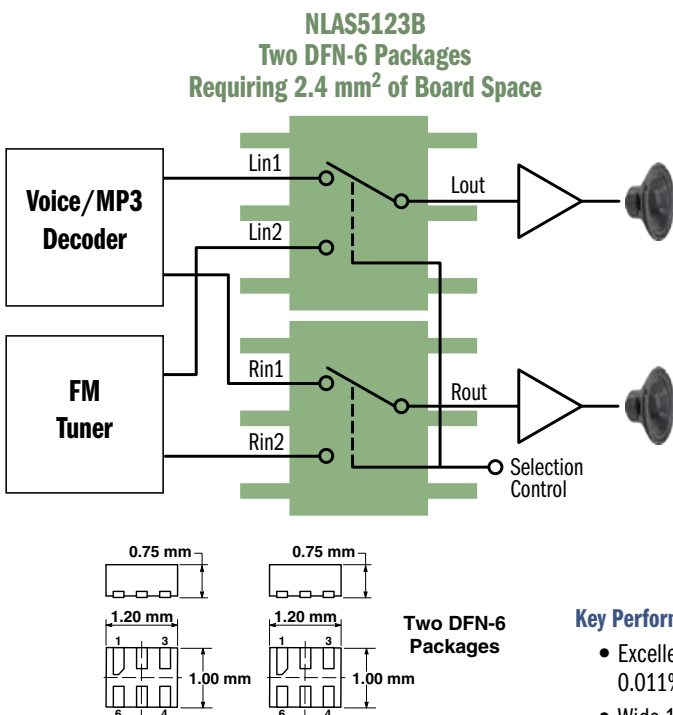 NLAS5123B
Two DFN-6 Packages
Requiring 2.4 mm² of Board Space
Voice/MP3
Decoder
Lin1
Lin2
Lout
FM
Tuner
Rin1
Rin2
Rout
Selection
Control
0.75 mm
0.75 mm
1.20 mm
1.20 mm
Two DFN-6
Packages
1 3
1 3
1.00 mm
1.00 mm
6 4
6 4
Key Perform
• Excelle
0.011%
• Wide 1